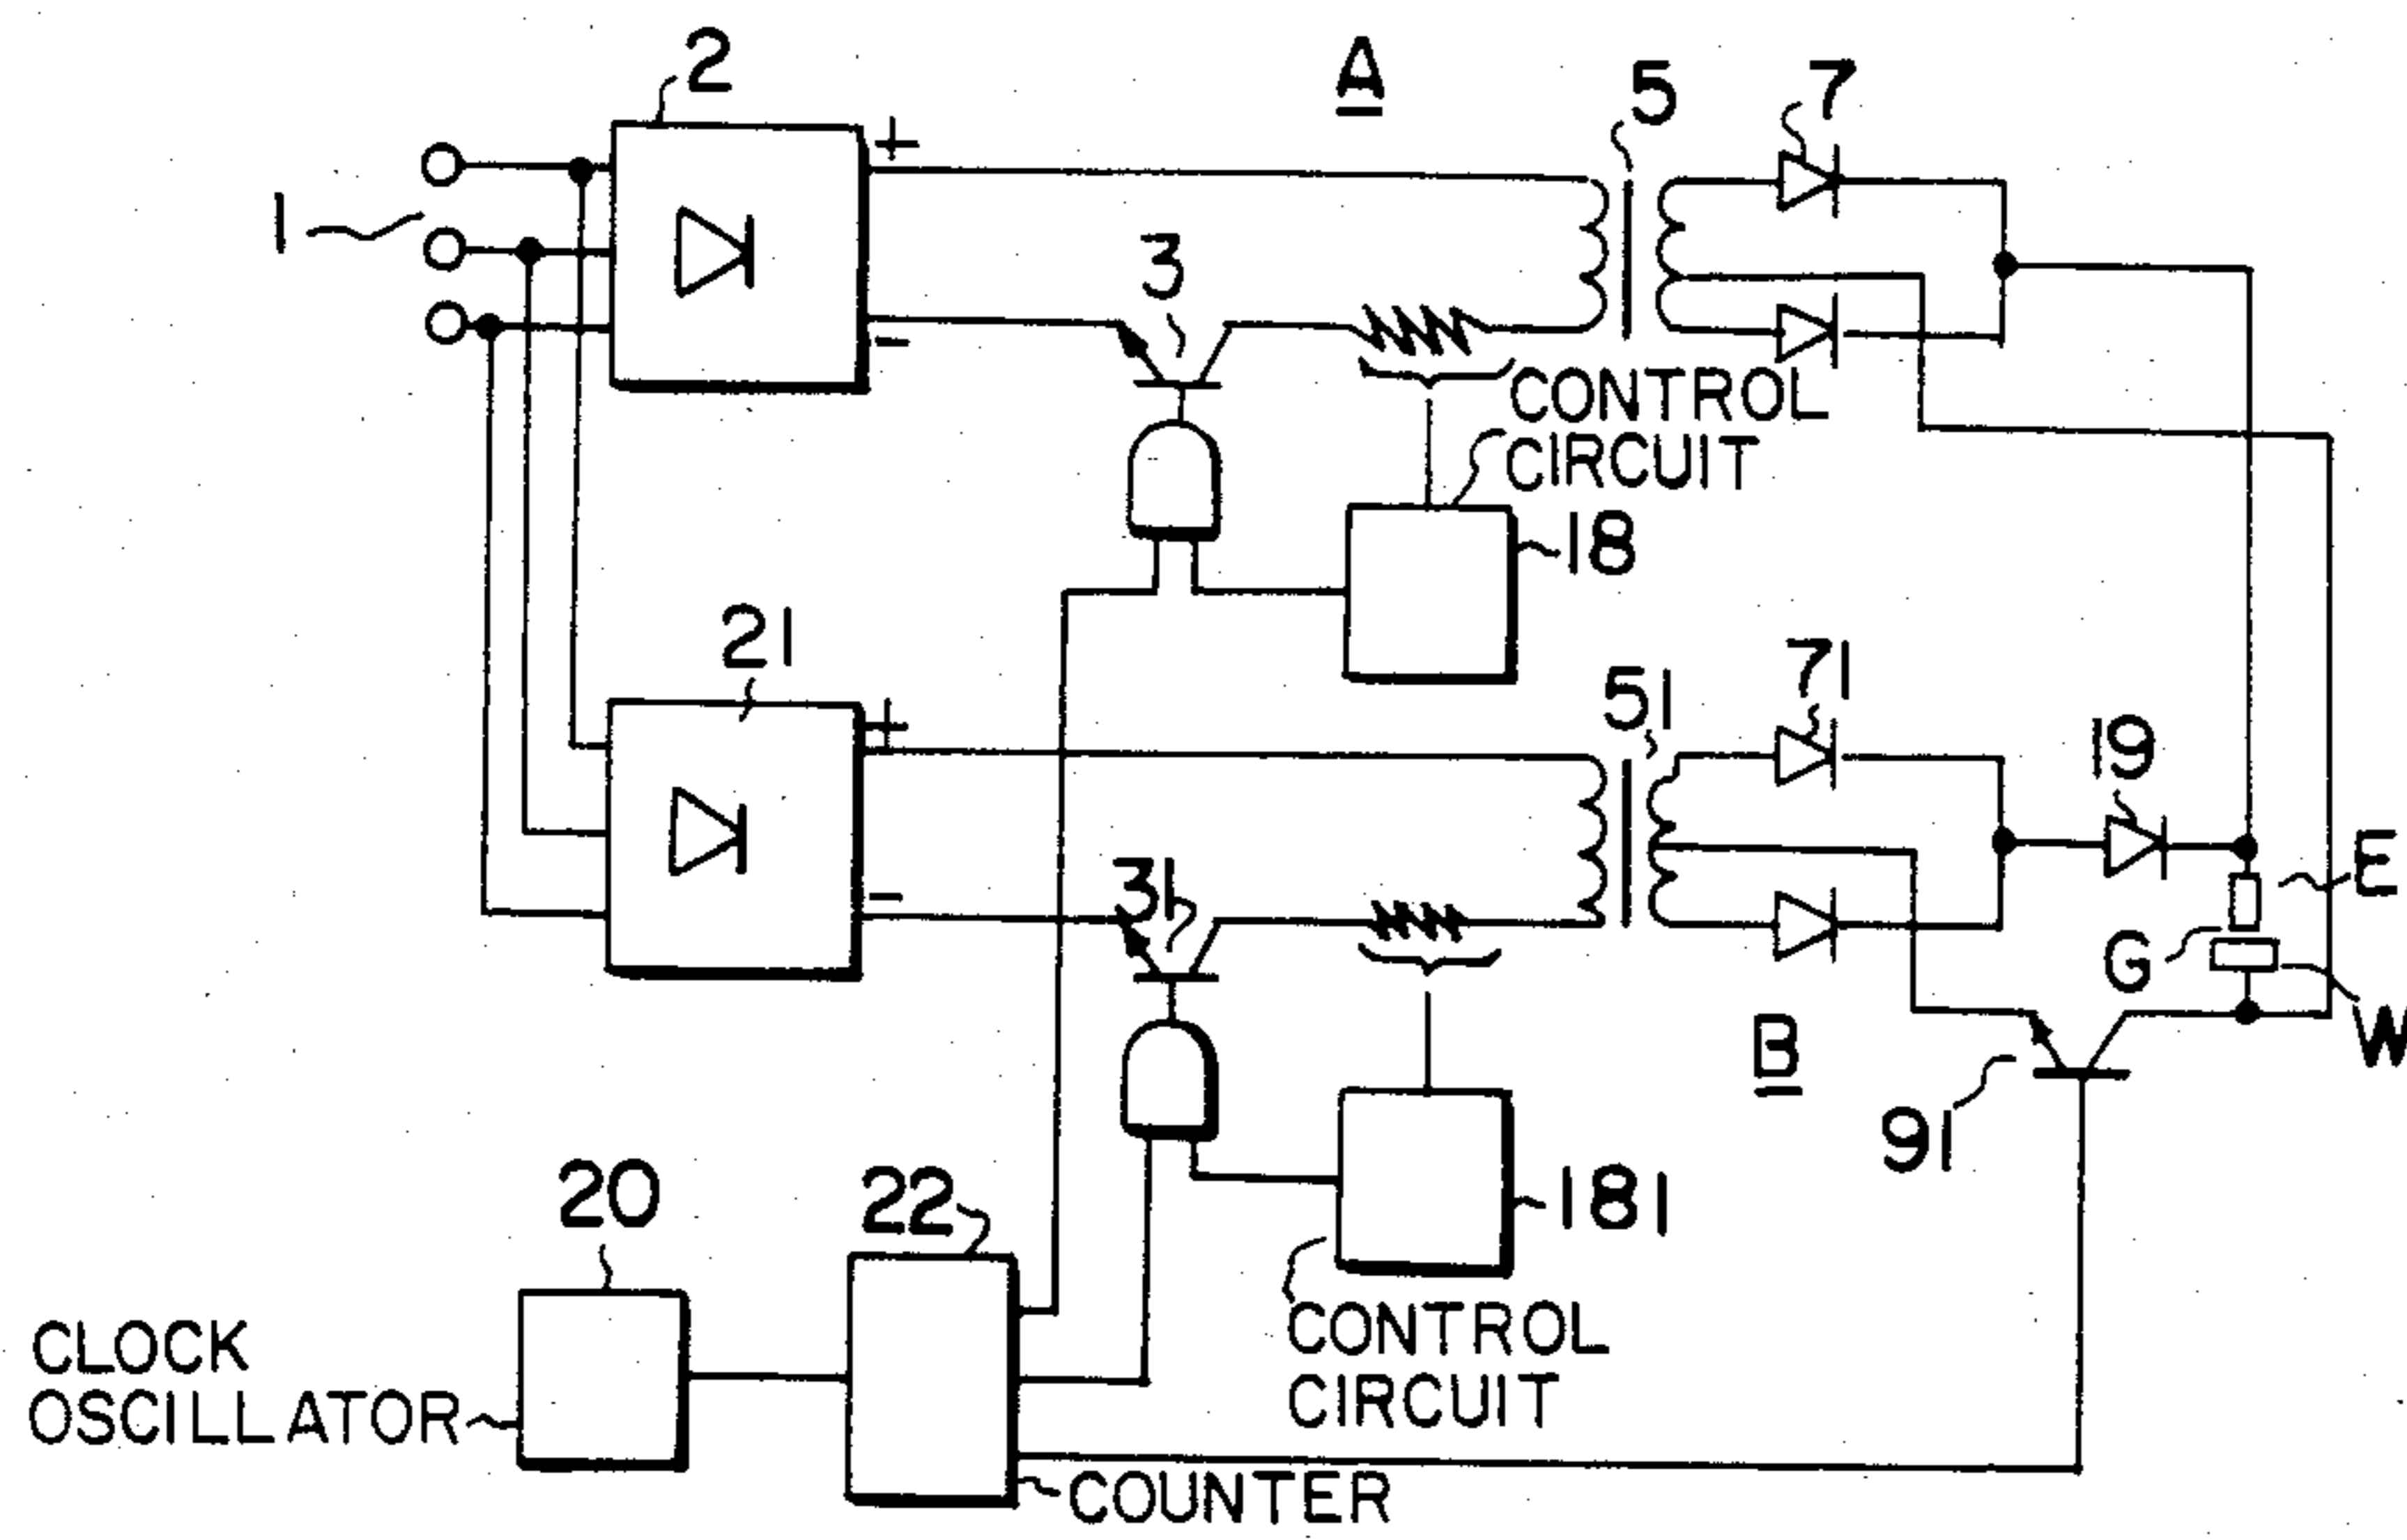 2
A
5
7
+
1
3
-
CONTROL
CIRCUIT
18
21
71
51
+
19
31
E
-
G
B
W
91
20
22
181
CLOCK
OSCILLATOR
CONTROL
CIRCUIT
COUNTER